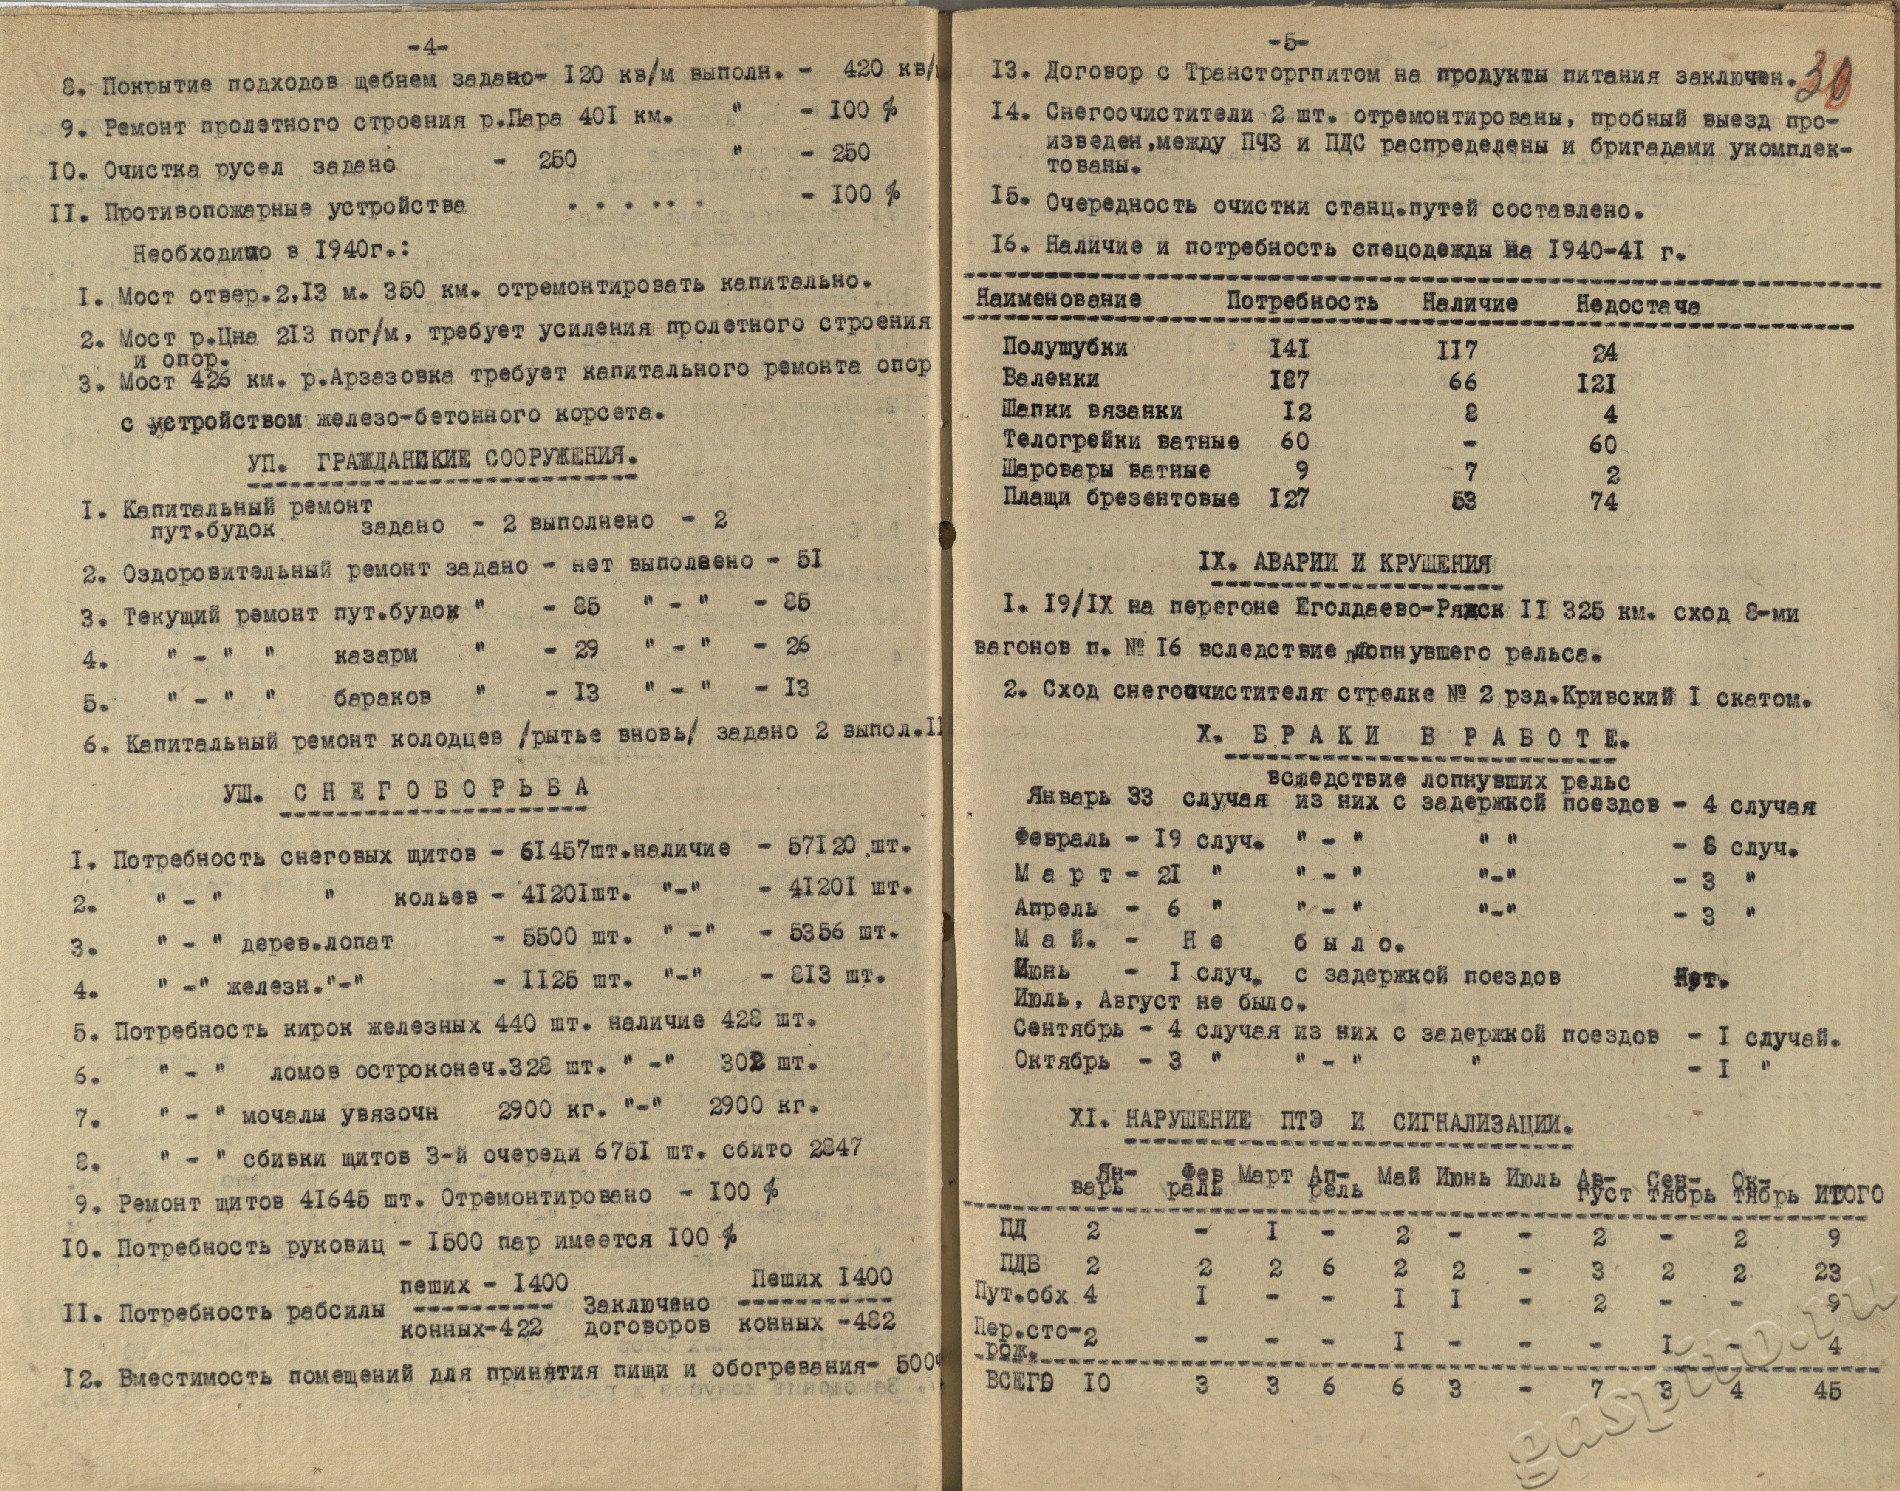 -4-
8. Покрытие подходов щебнем задано- 120 кв/м выполн. - 420 кв/
9. Ремонт пролетного строения р.Пара 401 км. " - 100 %
10. Очистка русел задано - 250 " - 250
11. Противопожарные устройства . . . .. . - 100 %
Необходимо в 1940г.:
1. Мост отвер.2,13 м. 350 км. отремонтировать капитально.
2. Мост р.Цна 213 пог/м, требует усиления пролетного строения
и опор.
3. Мост 426 км. р.Арзазовка требует капитального ремонта опор
с устройством железо-бетонного корсета.
УП. ГРАЖДАНСКИЕ СООРУЖЕНИЯ.
1. Капитальный ремонт
пут.будок задано - 2 выполнено - 2
2. Оздоровительный ремонт задано - нет выполнено - 51
3. Текущий ремонт пут.будок " - 85 " - " - 85
4. " - " " казарм " - 29 " - " - 26
5. " - " " бараков " - 13 " - " - 13
6. Капитальный ремонт колодцев /рытье вновь/ задано 2 выпол.11
УШ. С Н Е Г О Б О Р Ь Б А
1. Потребность снеговых щитов - 61457шт.наличие - 57120 шт.
2. " - " " кольев - 41201шт. "-" - 41201 шт.
3. " - " дерев.лопат - 5500 шт. " -" - 5356 шт.
4. " -" железн."-" - 1125 шт. "-" - 813 шт.
5. Потребность кирок железных 440 шт. наличие 428 шт.
6. " - " ломов остроконеч.328 шт. " -" 302 шт.
7. " - " мочалы увязочн 2900 кг. "-" 2900 кг.
8. " - " сбивки щитов 3-й очереди 6751 шт. сбито 2847
9. Ремонт щитов 41645 шт. Отремонтировано - 100 %
10. Потребность руковиц - 1500 пар имеется 100 %
пеших - 1400 Пеших 1400
11. Потребность рабсилы ---------- Заключено ----------
конных-422 договоров конных -482
12. Вместимость помещений для принятия пищи и обогревания- 500
-5-
30
13. Договор с Трансторгпитом на продукты питания заключен.
14. Снегоочистители 2 шт. отремонтированы, пробный выезд про-
изведен,между ПЧЗ и ПДС распределены и бригадами укомплек-
тованы.
15. Очередность очистки станц.путей составлено.
16. Наличие и потребность спецодежды на 1940-41 г.
Наименование Потребность Наличие Недостача
Полушубки 141 117 24
Валенки 187 66 121
Шапки вязанки 12 8 4
Телогрейки ватные 60 - 60
Шаровары ватные 9 7 2
Плащи брезентовые 127 53 74
IX. АВАРИИ И КРУШЕНИЯ
1. 19/IX на перегоне Еголдаево-Ряжск II 325 км. сход 8-ми
вагонов п. № 16 вследствие лопнувшего рельса.
2. Сход снегоочистителя стрелке № 2 рзд.Кривский 1 скатом.
X. Б Р А К И В Р А Б О Т Е.
вследствие лопнувших рельс
Январь 33 случая из них с задержкой поездов - 4 случая
Февраль - 19 случ. " - " " " - 8 случ.
М а р т - 21 " " - " "-" - 3 "
Апрель - 6 " " - " "-" - 3 "
М а й. - Н е б ы л о.
Июнь - 1 случ. с задержкой поездов Нет.
Июль, Август не было.
Сентябрь - 4 случая из них с задержкой поездов - 1 случай.
Октябрь - 3 " " - " " - 1 "
XI. НАРУШЕНИЕ ПТЭ И СИГНАЛИЗАЦИИ.
Ян- Фев Март Ап- Май Июнь Июль Ав- Сен- Ок-
варь раль рель густ тябрь тябрь ИТОГО
ПД 2 - 1 - 2 - - 2 - 2 9
ПДБ 2 2 2 6 2 2 - 3 2 2 23
Пут.обх 4 1 - - 1 1 - 2 - - 9
Пер.сто- 2 - - - 1 - - - 1 - 4
рож.
ВСЕГО 10 3 3 6 6 3 - 7 3 4 45
gaspito.ru